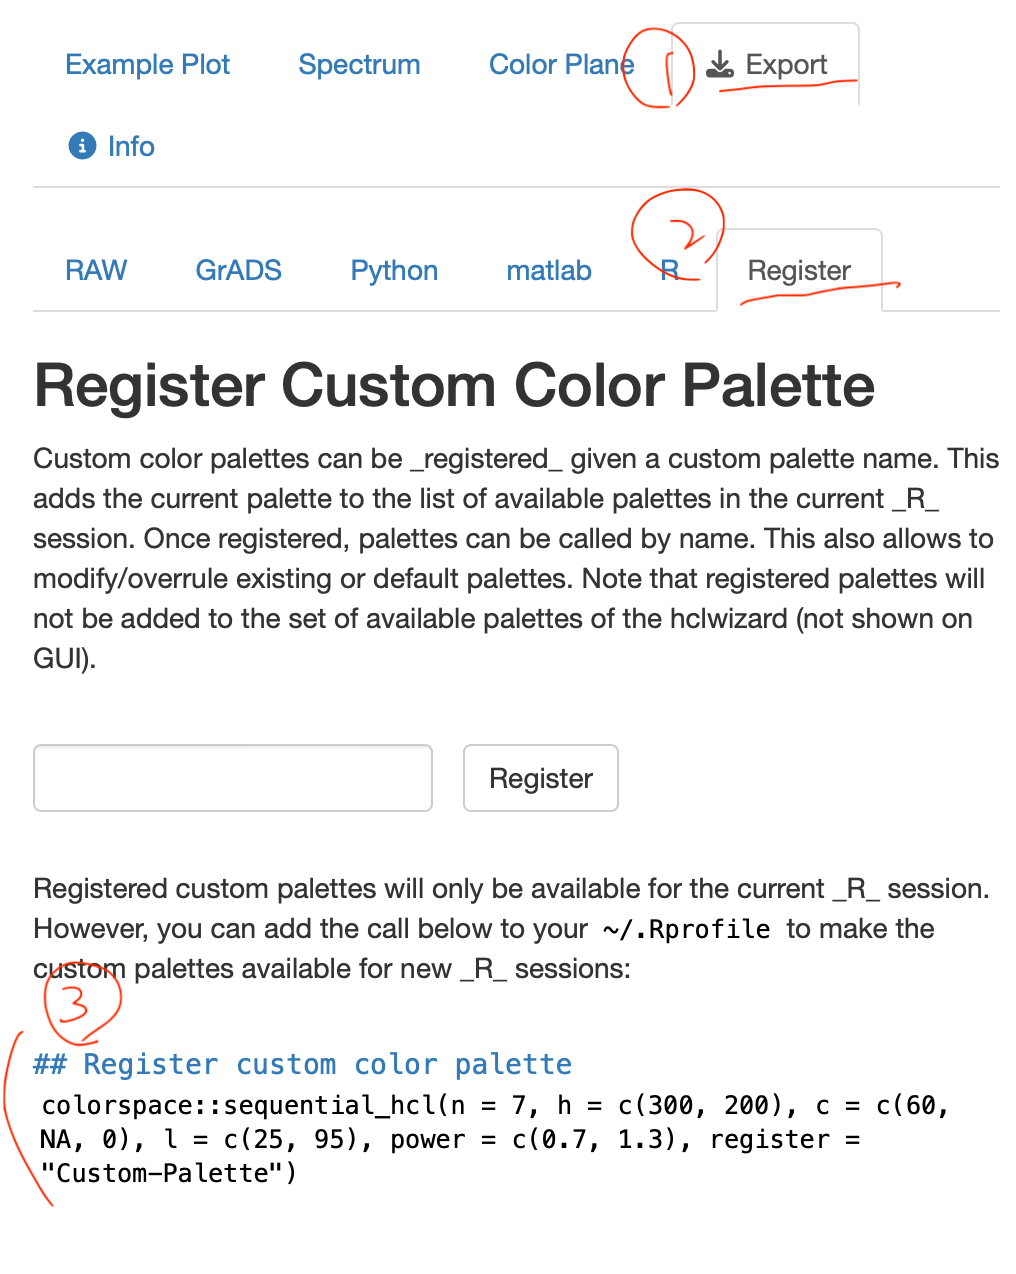 Example Plot Spectrum Color Plane 1 Export
Info
2
RAW GrADS Python matlab R Register
Register Custom Color Palette
Custom color palettes can be _registered_ given a custom palette name. This
adds the current palette to the list of available palettes in the current _R_
session. Once registered, palettes can be called by name. This also allows to
modify/overrule existing or default palettes. Note that registered palettes will
not be added to the set of available palettes of the hclwizard (not shown on
GUI).
Register
Registered custom palettes will only be available for the current _R_ session.
However, you can add the call below to your ~/.Rprofile to make the
custom palettes available for new _R_ sessions:
3
## Register custom color palette
colorspace::sequential_hcl(n = 7, h = c(300, 200), c = c(60,
NA, 0), l = c(25, 95), power = c(0.7, 1.3), register =
"Custom-Palette")